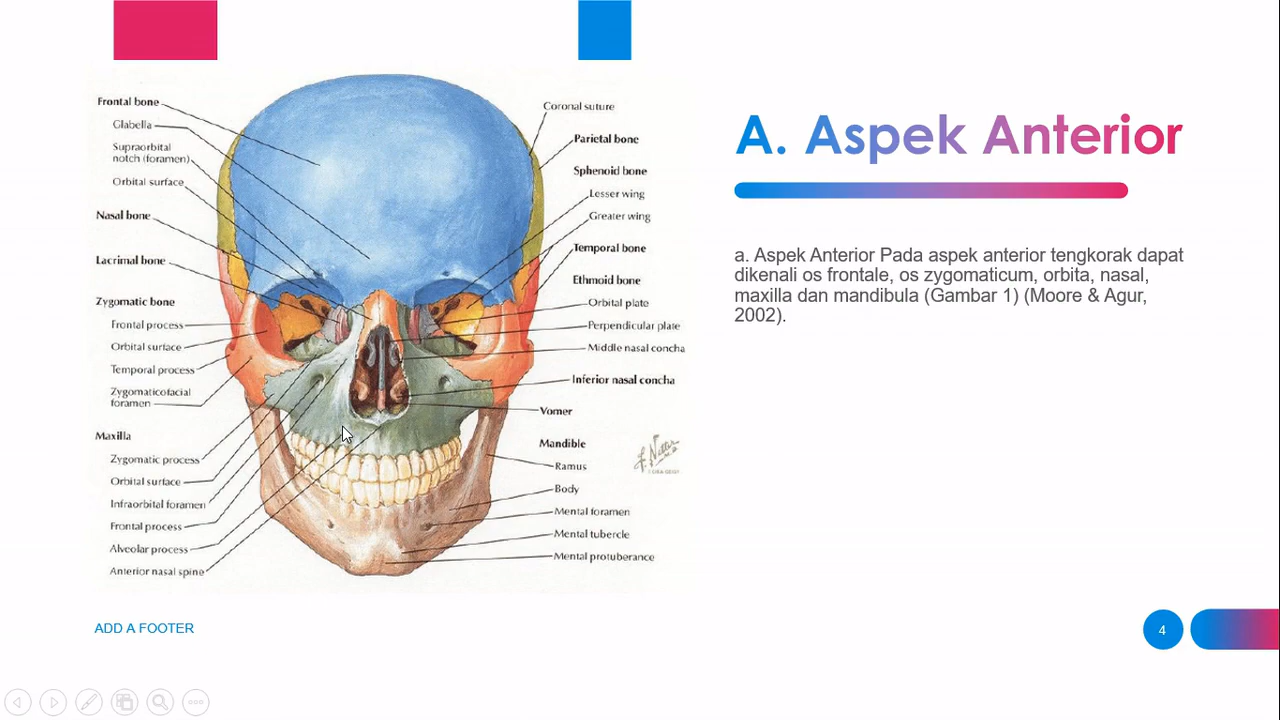 Frontal bone
Glabella
Supraorbital
notch (foramen)
Orbital surface
Nasal bone
Lacrimal bone
Zygomatic bone
Frontal process
Orbital surface
Temporal process
Zygomaticofacial
foramen
Maxilla
Zygomatic process
Orbital surface
Infraorbital foramen
Frontal process
Alveolar process
Anterior nasal spine
Coronal suture
Parietal bone
Sphenoid bone
Lesser wing
Greater wing
Temporal bone
Ethmoid bone
Orbital plate
Perpendicular plate
Middle nasal concha
Inferior nasal concha
Vomer
Mandible
Ramus
Body
Mental foramen
Mental tubercle
Mental protuberance
A. Aspek Anterior
a. Aspek Anterior Pada aspek anterior tengkorak dapat
dikenali os frontale, os zygomaticum, orbita, nasal,
maxilla dan mandibula (Gambar 1) (Moore & Agur,
2002).
ADD A FOOTER
4